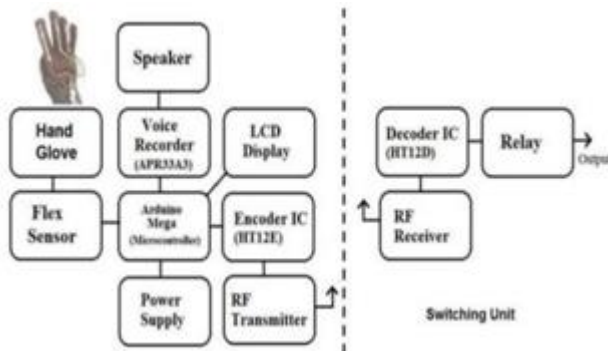 Speaker
Hand
Glove
Voice
Recorder
(APR33A3)
LCD
Display
Decoder IC
(HT12D)
Relay
Output
Flex
Sensor
Arduino
Mega
(Microcontroller)
Encoder IC
(HT12E)
RF
Receiver
Power
Supply
RF
Transmitter
Switching Unit